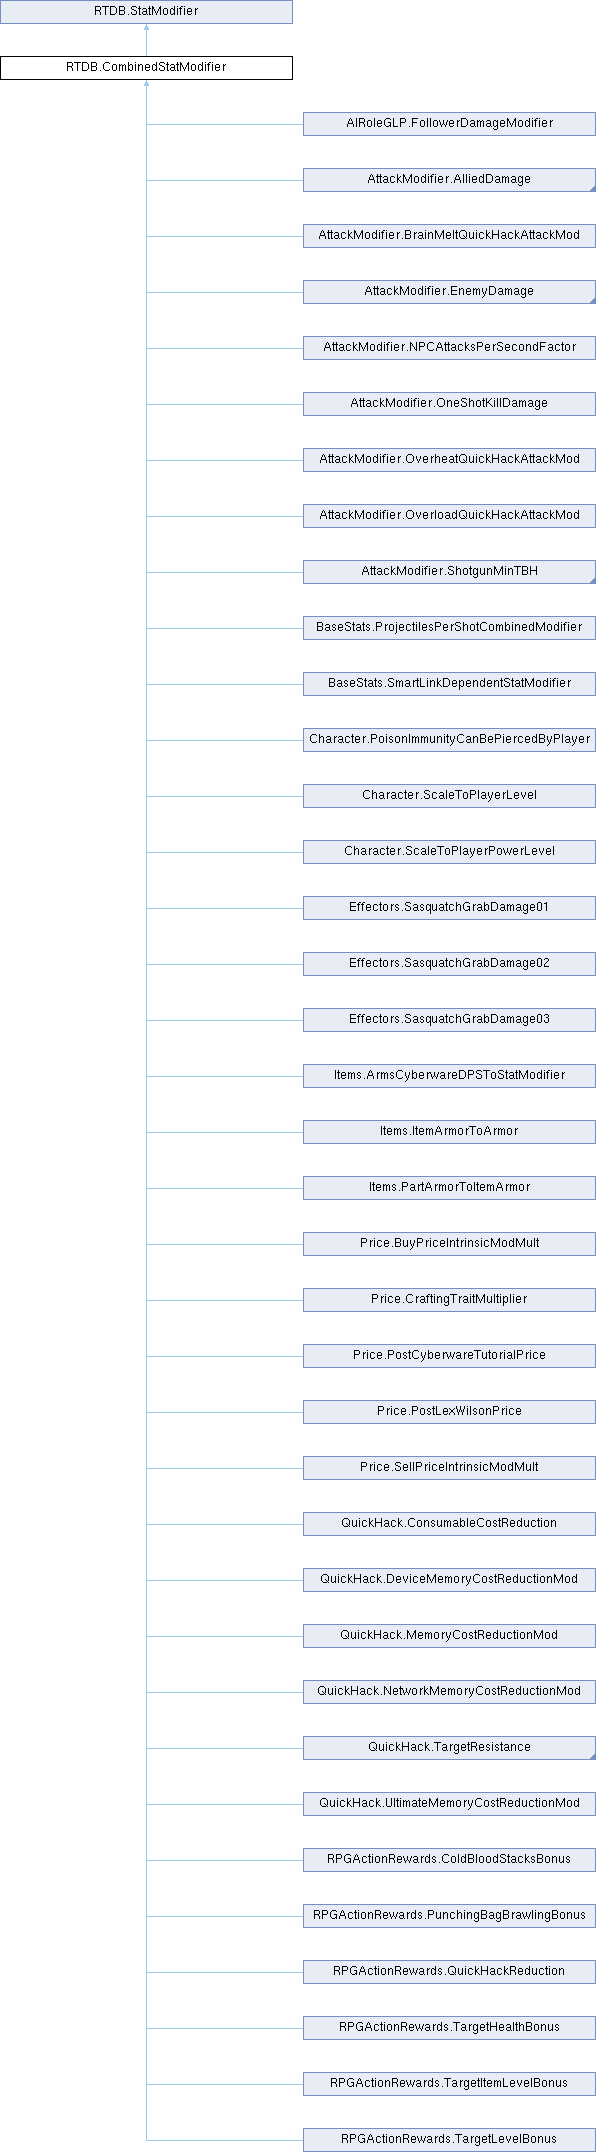 RTDB.StatModifier
RTDB.CombinedStatModifier
AIRoleGLP.FollowerDamageModifier
AttackModifier.AlliedDamage
AttackModifier.BrainMeltQuickHackAttackMod
AttackModifier.EnemyDamage
AttackModifier.NPCAttacksPerSecondFactor
AttackModifier.OneShotKillDamage
AttackModifier.OverheatQuickHackAttackMod
AttackModifier.OverloadQuickHackAttackMod
AttackModifier.ShotgunMinTBH
BaseStats.ProjectilesPerShotCombinedModifier
BaseStats.SmartLinkDependentStatModifier
Character.PoisonImmunityCanBePiercedByPlayer
Character.ScaleToPlayerLevel
Character.ScaleToPlayerPowerLevel
Effectors.SasquatchGrabDamage01
Effectors.SasquatchGrabDamage02
Effectors.SasquatchGrabDamage03
Items.ArmsCyberwareDPSToStatModifier
Items.ItemArmorToArmor
Items.PartArmorToItemArmor
Price.BuyPriceIntrinsicModMult
Price.CraftingTraitMultiplier
Price.PostCyberwareTutorialPrice
Price.PostLexWilsonPrice
Price.SellPriceIntrinsicModMult
QuickHack.ConsumableCostReduction
QuickHack.DeviceMemoryCostReductionMod
QuickHack.MemoryCostReductionMod
QuickHack.NetworkMemoryCostReductionMod
QuickHack.TargetResistance
QuickHack.UltimateMemoryCostReductionMod
RPGActionRewards.ColdBloodStacksBonus
RPGActionRewards.PunchingBagBrawlingBonus
RPGActionRewards.QuickHackReduction
RPGActionRewards.TargetHealthBonus
RPGActionRewards.TargetItemLevelBonus
RPGActionRewards.TargetLevelBonus